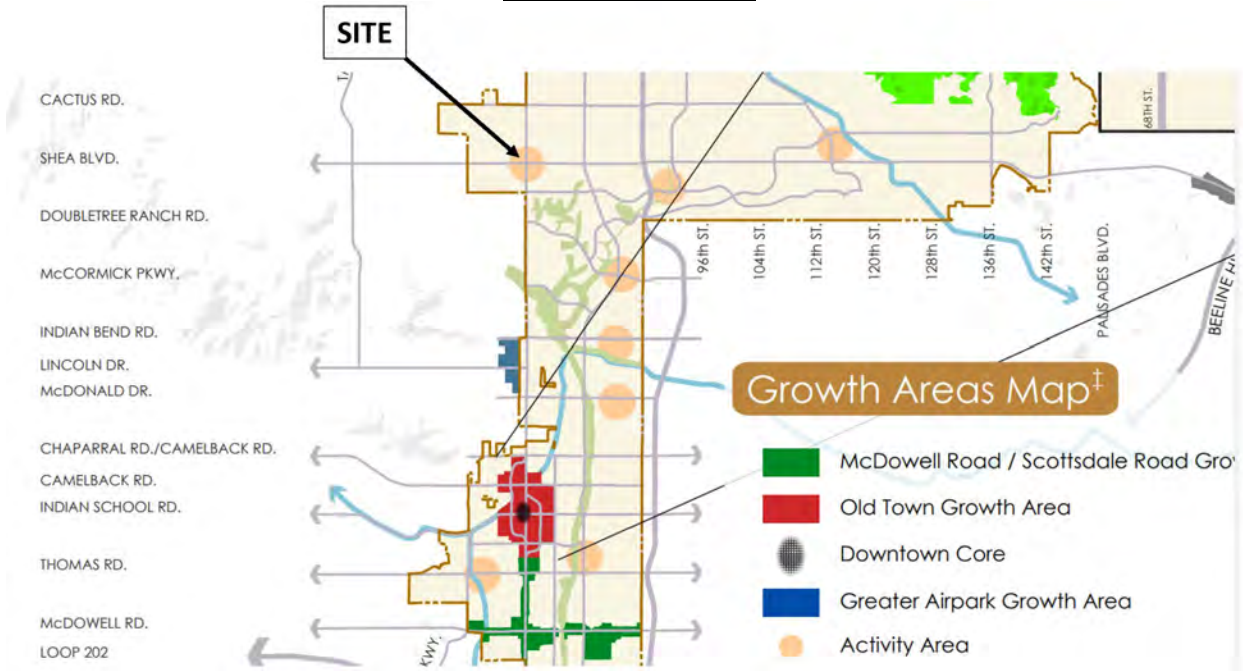 SITE
CACTUS RD.
SHEA BLVD.
DOUBLETREE RANCH RD.
McCORMICK PKWY.
INDIAN BEND RD.
LINCOLN DR.
McDONALD DR.
CHAPARRAL RD./CAMELBACK RD.
CAMELBACK RD.
INDIAN SCHOOL RD.
THOMAS RD.
McDOWELL RD.
LOOP 202
KWY.
68TH ST.
96th ST.
104th ST.
112th ST.
120th ST.
128th ST.
136th ST.
142th ST.
PALISADES BLVD.
BEELINE
Growth Areas Map‡
McDowell Road / Scottsdale Road Gro
Old Town Growth Area
Downtown Core
Greater Airpark Growth Area
Activity Area